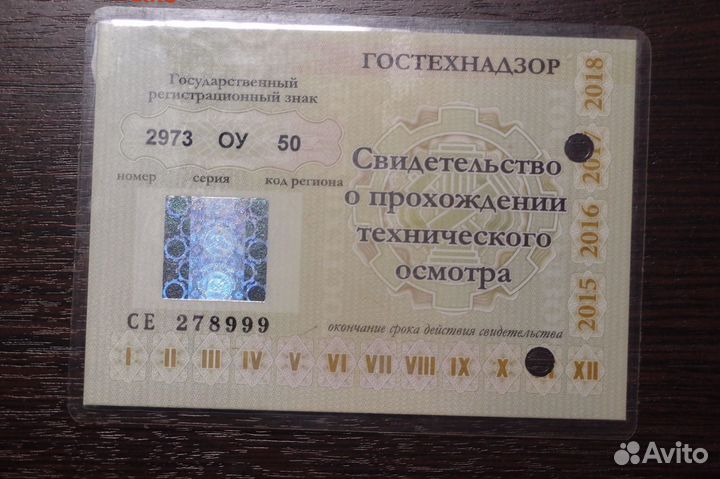 ГОСТЕХНАДЗОР
Государственный
регистрационный знак
2973 ОУ 50
номер серия код региона
Свидетельство
о прохождении
технического
осмотра
2018
2017
2016
2015
СЕ 278999
окончание срока действия свидетельства
I II III IV V VI VII VIII IX X XII
Avito